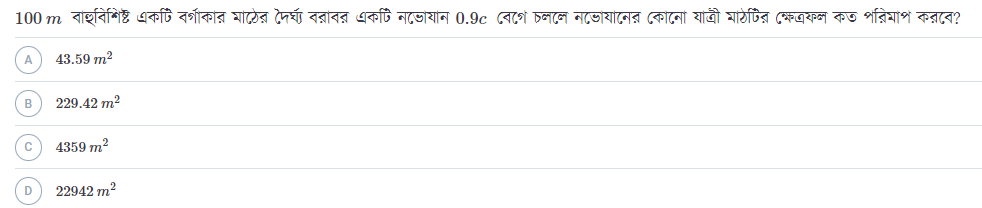 100 m বাহুবিশিষ্ট একটি বর্গাকার মাঠের দৈর্ঘ্য বরাবর একটি নভোযান 0.9c বেগে চললে নভোযানের কোনো যাত্রী মাঠটির ক্ষেত্রফল কত পরিমাপ করবে?
A 43.59 m²
B 229.42 m²
C 4359 m²
D 22942 m²